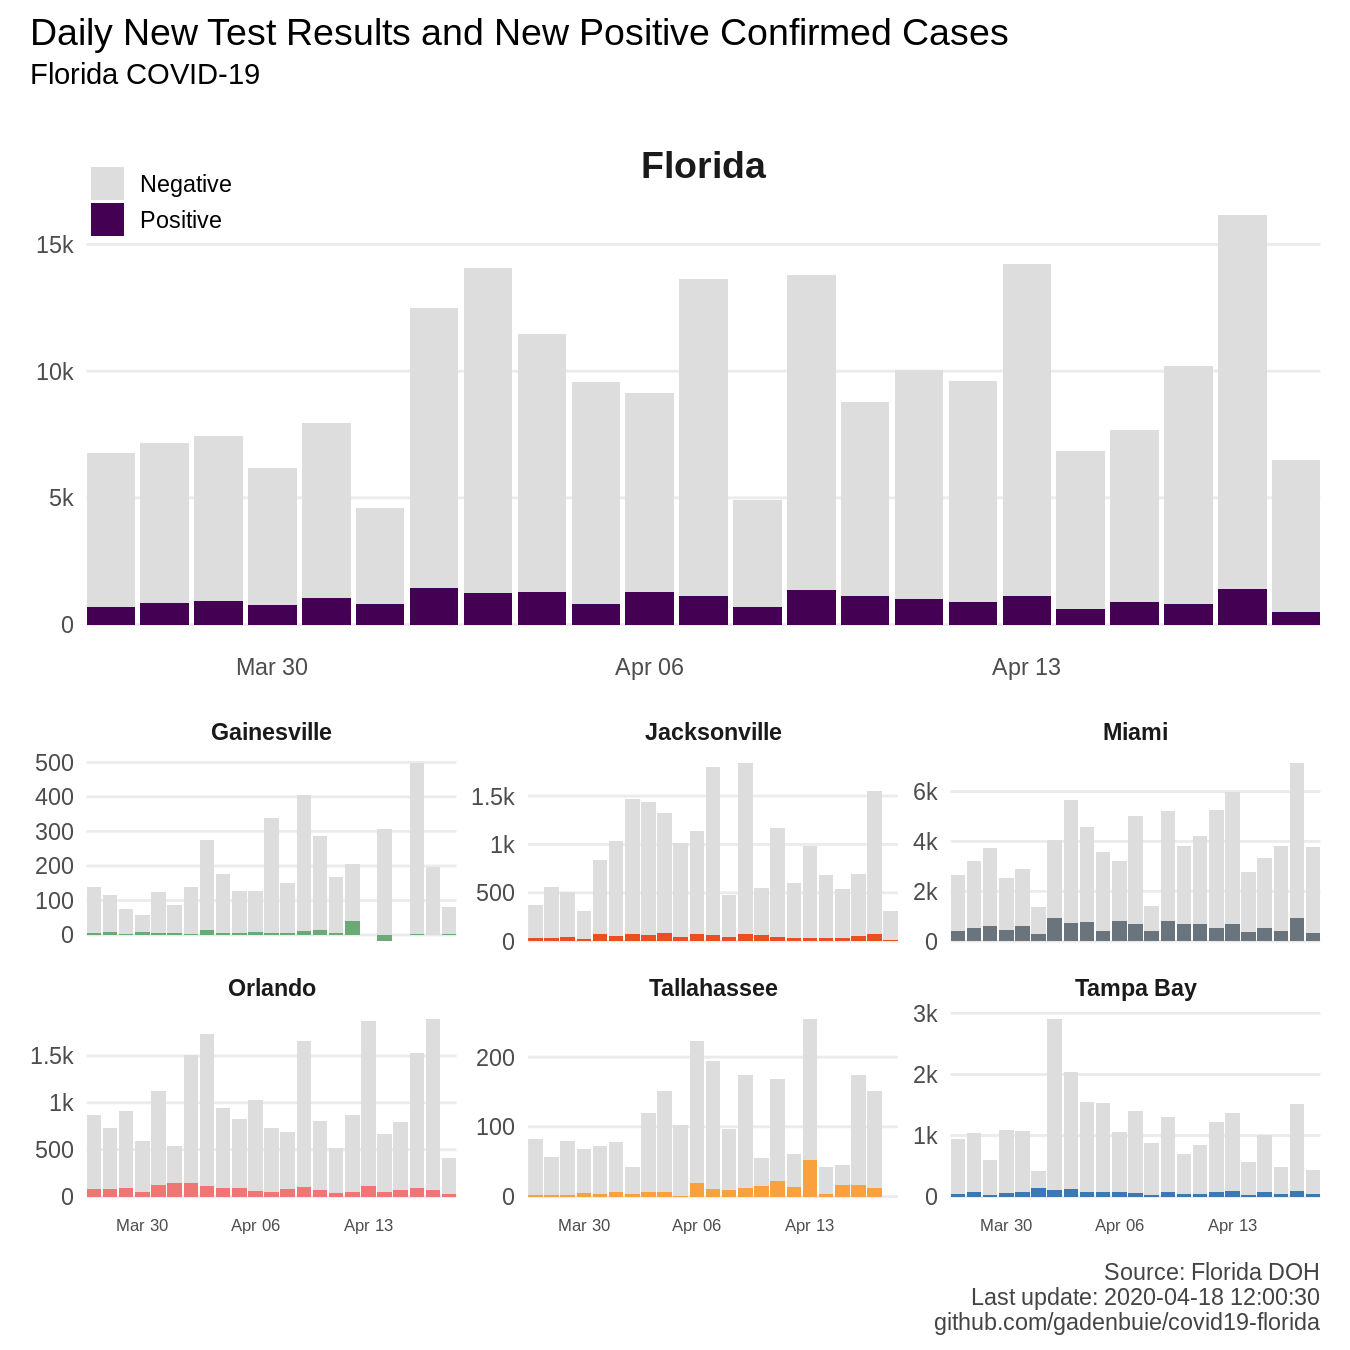 Daily New Test Results and New Positive Confirmed Cases
Florida COVID-19
Florida
Negative
Positive
15k
10k
5k
0
Mar 30 Apr 06 Apr 13
Gainesville
500
400
300
200
100
0
Jacksonville
1.5k
1k
500
0
Miami
6k
4k
2k
0
Orlando
1.5k
1k
500
0
Mar 30 Apr 06 Apr 13
Tallahassee
200
100
0
Mar 30 Apr 06 Apr 13
Tampa Bay
3k
2k
1k
0
Mar 30 Apr 06 Apr 13
Source: Florida DOH
Last update: 2020-04-18 12:00:30
github.com/gadenbuie/covid19-florida